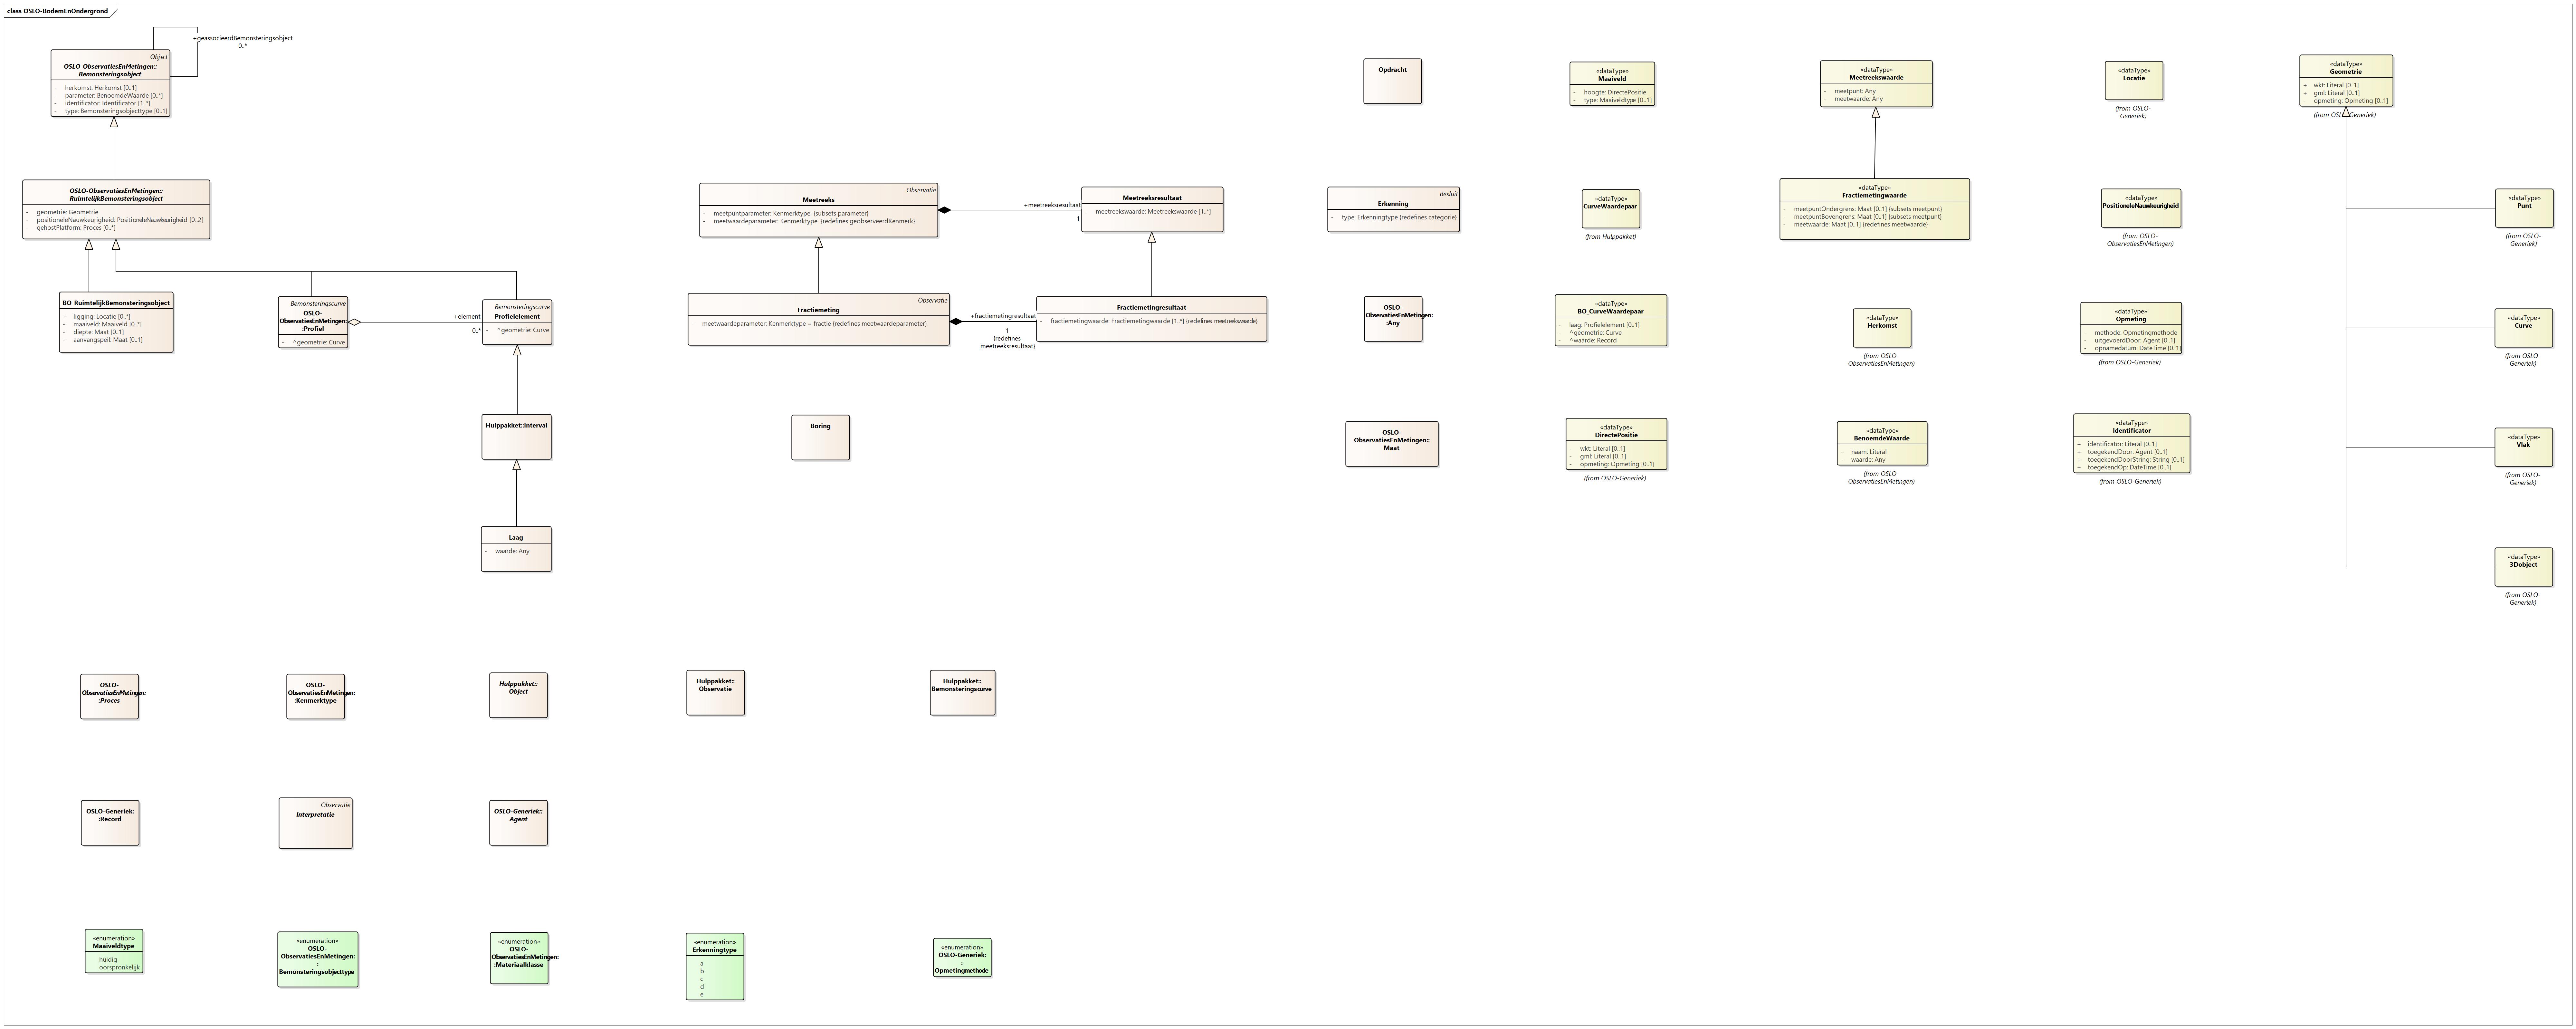 class OSLO-BodemEnOndergrond
+geassocieerdBemonsteringsobject
0..*
Object
OSLO-ObservatiesEnMetingen::
Bemonsteringsobject
- herkomst: Herkomst [0..1]
- parameter: BenoemdeWaarde [0..*]
- identificator: Identificator [1..*]
- type: Bemonsteringsobjecttype [0..1]
Opdracht
«dataType»
Maaiveld
- hoogte: DirectePositie
- type: Maaiveldtype [0..1]
«dataType»
Meetreekswaarde
- meetpunt: Any
- meetwaarde: Any
«dataType»
Locatie
(from OSLO-
Generiek)
«dataType»
Geometrie
+ wkt: Literal [0..1]
+ gml: Literal [0..1]
- opmeting: Opmeting [0..1]
(from OSLO-Generiek)
OSLO-ObservatiesEnMetingen::
RuimtelijkBemonsteringsobject
- geometrie: Geometrie
- positioneleNauwkeurigheid: PositioneleNauwkeurigheid [0..2]
- gehostPlatform: Proces [0..*]
Observatie
Meetreeks
- meetpuntparameter: Kenmerktype (subsets parameter)
- meetwaardeparameter: Kenmerktype (redefines geobserveerdKenmerk)
+meetreeksresultaat
1
Meetreeksresultaat
- meetreekswaarde: Meetreekswaarde [1..*]
Besluit
Erkenning
- type: Erkenningtype (redefines categorie)
«dataType»
CurveWaardepaar
(from Hulppakket)
«dataType»
Fractiemetingwaarde
- meetpuntOndergrens: Maat [0..1] (subsets meetpunt)
- meetpuntBovengrens: Maat [0..1] (subsets meetpunt)
- meetwaarde: Maat [0..1] (redefines meetwaarde)
«dataType»
PositioneleNauwkeurigheid
(from OSLO-
ObservatiesEnMetingen)
«dataType»
Punt
(from OSLO-
Generiek)
BO_RuimtelijkBemonsteringsobject
- ligging: Locatie [0..*]
- maaiveld: Maaiveld [0..*]
- diepte: Maat [0..1]
- aanvangspeil: Maat [0..1]
Bemonsteringscurve
OSLO-
ObservatiesEnMetingen:
:Profiel
- ^geometrie: Curve
+element
0..*
Bemonsteringscurve
Profielelement
- ^geometrie: Curve
Observatie
Fractiemeting
- meetwaardeparameter: Kenmerktype = fractie (redefines meetwaardeparameter)
+fractiemetingresultaat
1
(redefines
meetreeksresultaat)
Fractiemetingresultaat
- fractiemetingwaarde: Fractiemetingwaarde [1..*] (redefines meetreekswaarde)
OSLO-
ObservatiesEnMetingen:
:Any
«dataType»
BO_CurveWaardepaar
- laag: Profielelement [0..1]
- ^geometrie: Curve
- ^waarde: Record
«dataType»
Herkomst
(from OSLO-
ObservatiesEnMetingen)
«dataType»
Opmeting
- methode: Opmetingmethode
- uitgevoerdDoor: Agent [0..1]
- opnamedatum: DateTime [0..1]
(from OSLO-Generiek)
«dataType»
Curve
(from OSLO-
Generiek)
Hulppakket::Interval
Boring
OSLO-
ObservatiesEnMetingen::
Maat
«dataType»
DirectePositie
- wkt: Literal [0..1]
- gml: Literal [0..1]
- opmeting: Opmeting [0..1]
(from OSLO-Generiek)
«dataType»
BenoemdeWaarde
- naam: Literal
- waarde: Any
(from OSLO-
ObservatiesEnMetingen)
«dataType»
Identificator
+ identificator: Literal [0..1]
+ toegekendDoor: Agent [0..1]
+ toegekendDoorString: String [0..1]
+ toegekendOp: DateTime [0..1]
(from OSLO-Generiek)
«dataType»
Vlak
(from OSLO-
Generiek)
Laag
- waarde: Any
«dataType»
3Dobject
(from OSLO-
Generiek)
OSLO-
ObservatiesEnMetingen:
:Proces
OSLO-
ObservatiesEnMetingen:
:Kenmerktype
Hulppakket::
Object
Hulppakket::
Observatie
Hulppakket::
Bemonsteringscurve
OSLO-Generiek:
:Record
Observatie
Interpretatie
OSLO-Generiek::
Agent
«enumeration»
Maaiveldtype
huidig
oorspronkelijk
«enumeration»
OSLO-
ObservatiesEnMetingen:
:
Bemonsteringsobjecttype
«enumeration»
OSLO-
ObservatiesEnMetingen:
:Materiaalklasse
«enumeration»
Erkenningtype
a
b
c
d
e
«enumeration»
OSLO-Generiek:
:
Opmetingmethode